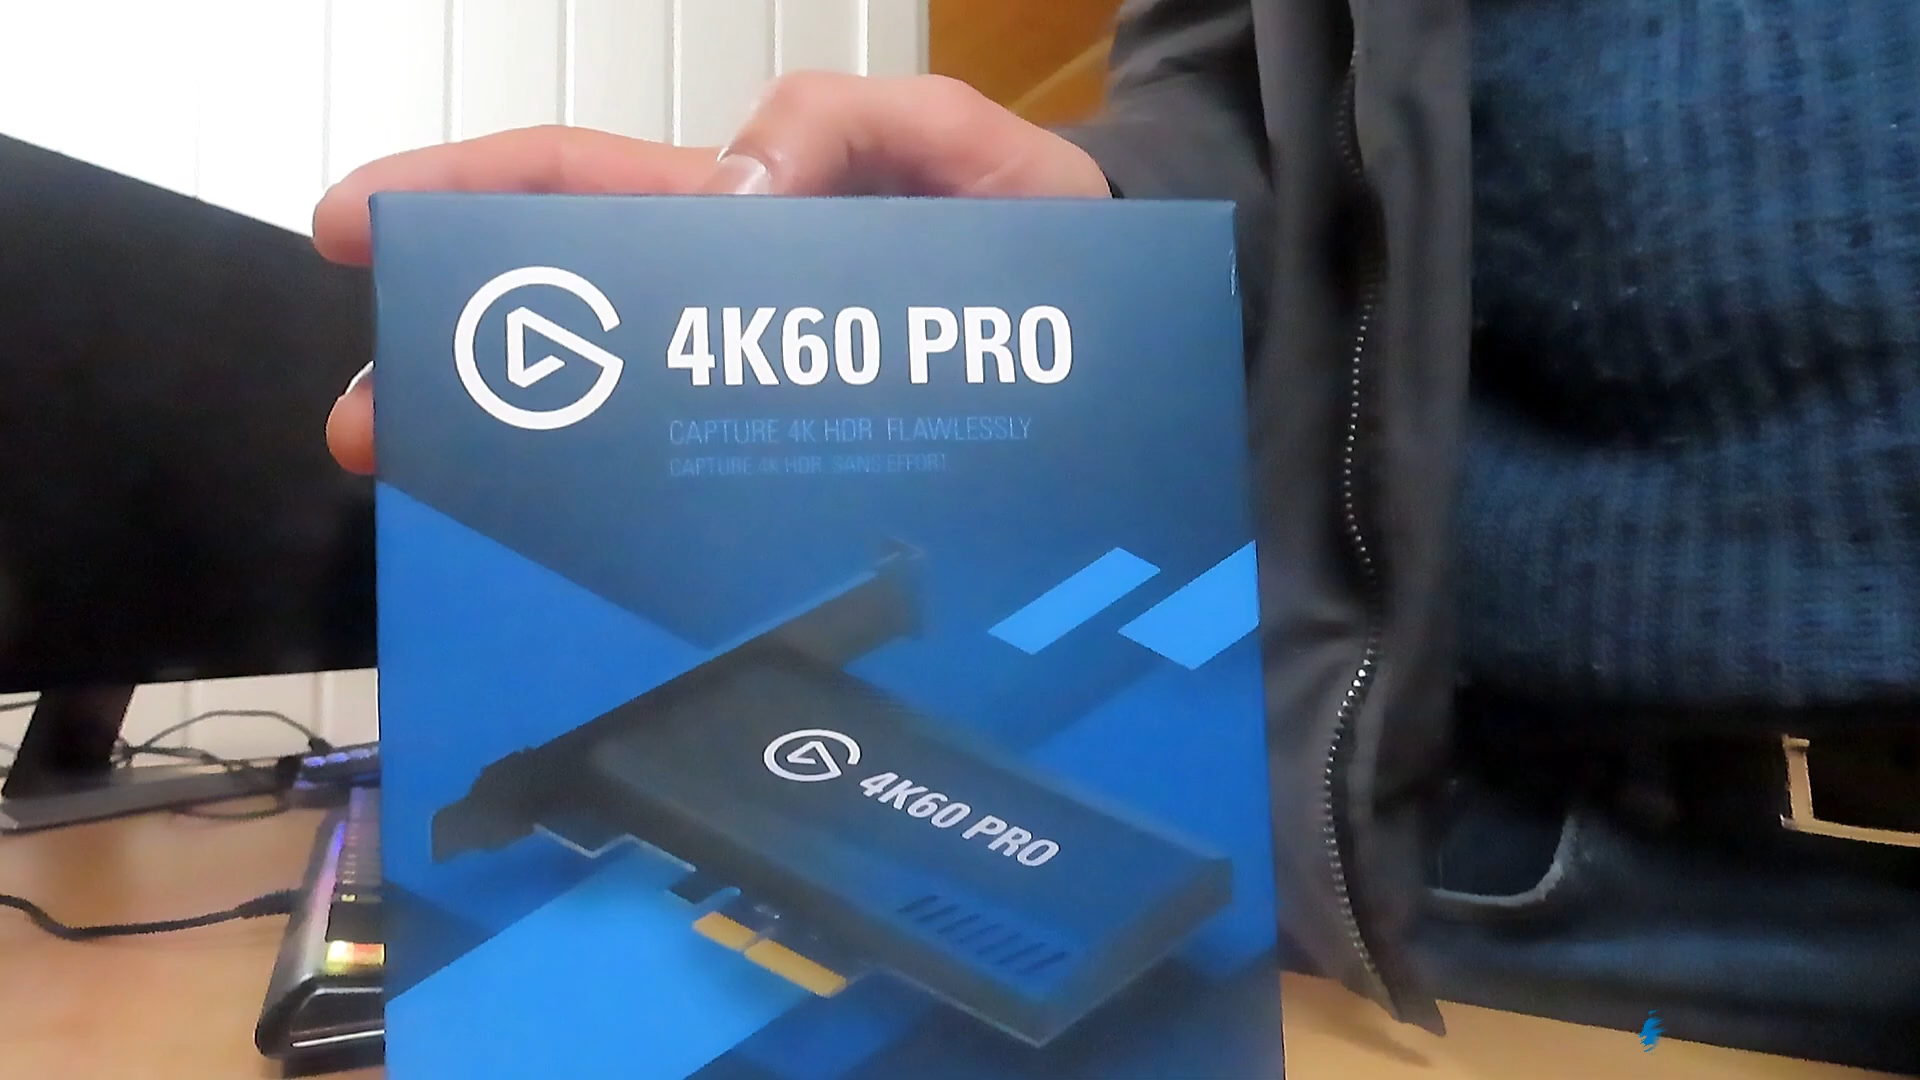 4K60 PRO
CAPTURE 4K HDR FLAWLESSLY
CAPTURE 4K HDR SANS EFFORT
4K60 PRO